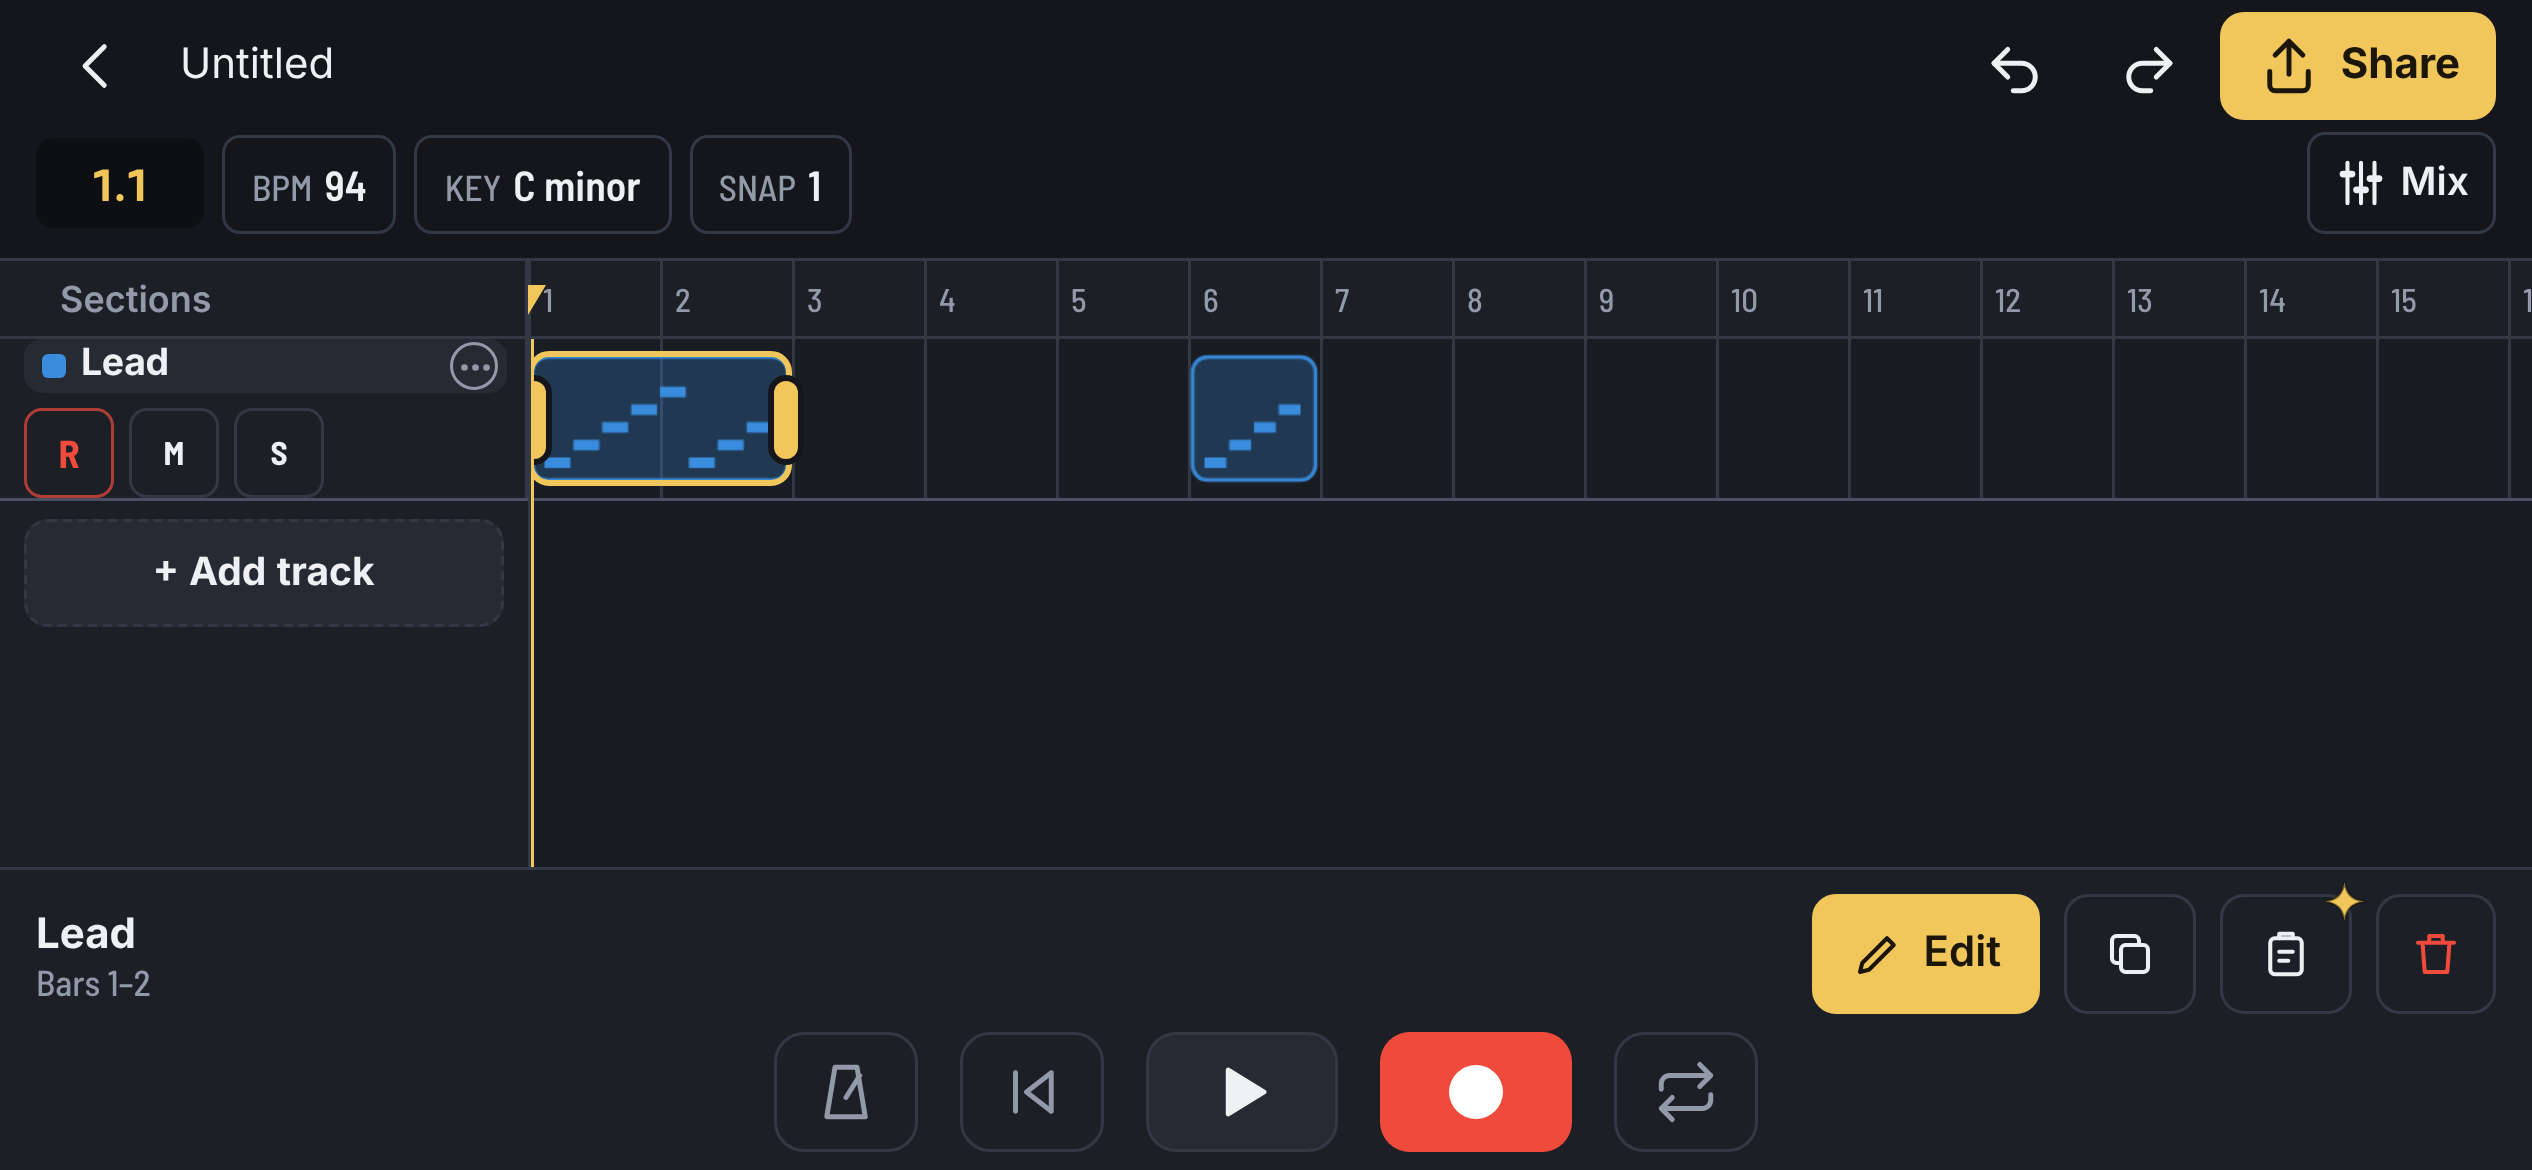 Untitled
Share
1.1
BPM 94
KEY C minor
SNAP 1
Mix
Sections
1 2 3 4 5 6 7 8 9 10 11 12 13 14 15
Lead
R M S
+ Add track
Lead
Edit
Bars 1–2